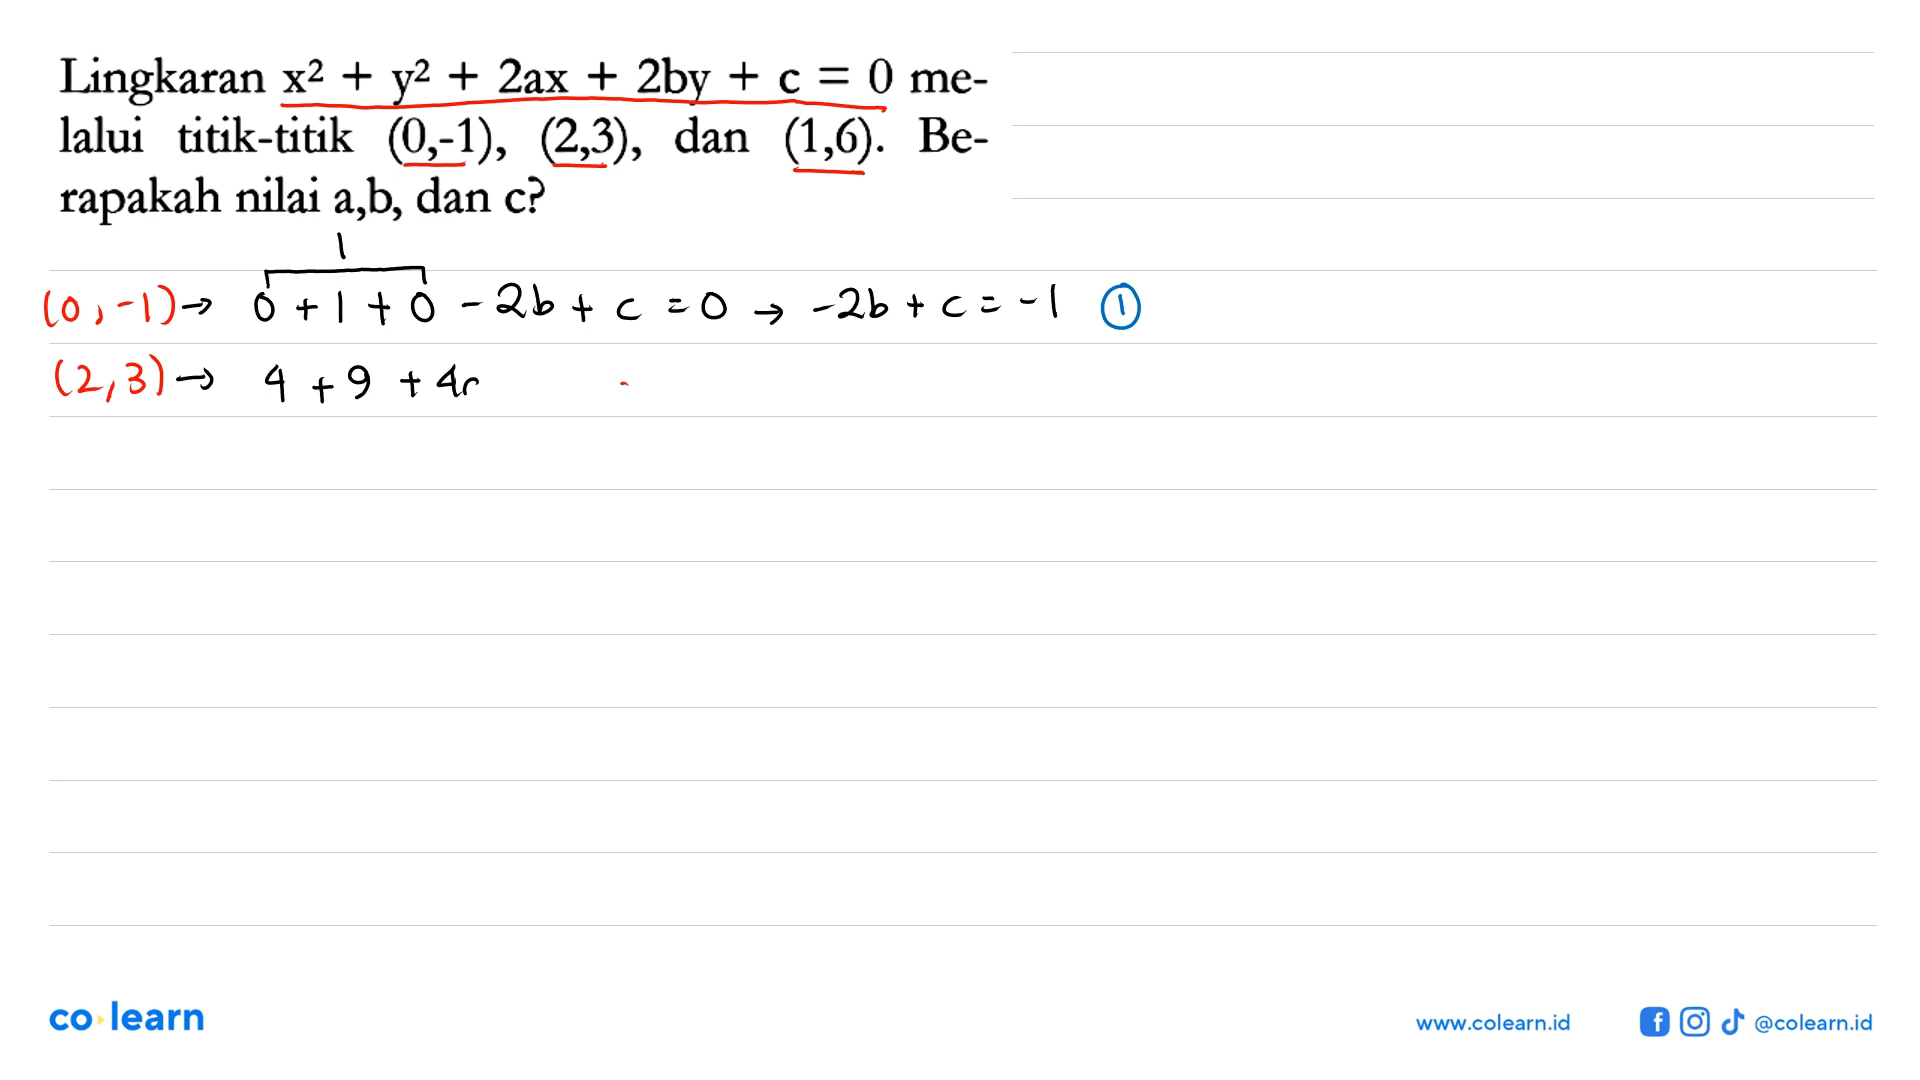 Lingkaran x² + y² + 2ax + 2by + c = 0 me-
lalui titik-titik (0,-1), (2,3), dan (1,6). Be-
rapakah nilai a,b, dan c?
1
(0,-1)→ 0 + 1 + 0 - 2b + c = 0 → -2b + c = -1 ①
(2,3)→ 4 + 9 + 4
co learn
www.colearn.id @colearn.id